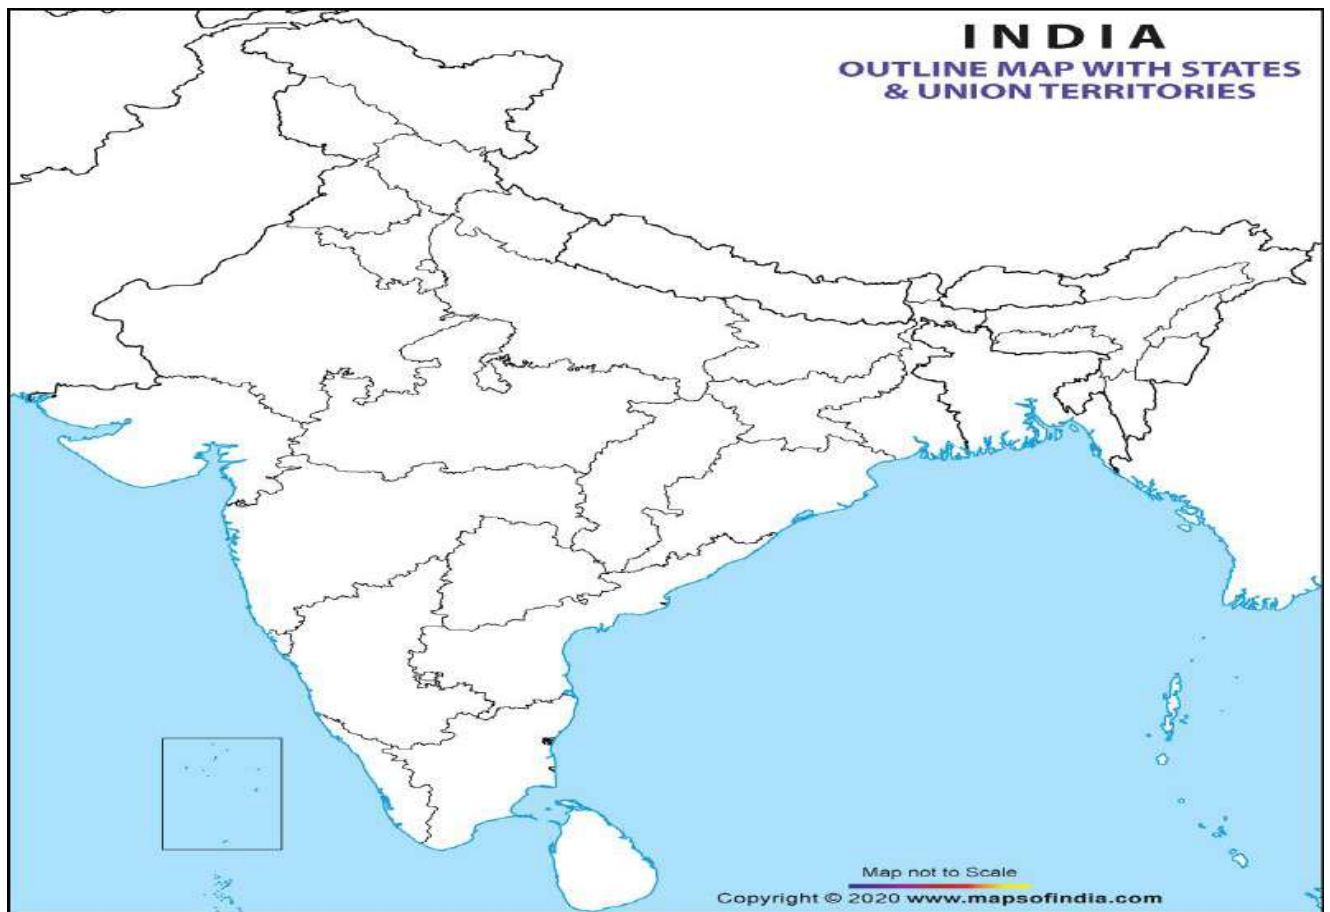 INDIA
OUTLINE MAP WITH STATES
& UNION TERRITORIES
Map not to Scale
Copyright © 2020 www.mapsofindia.com